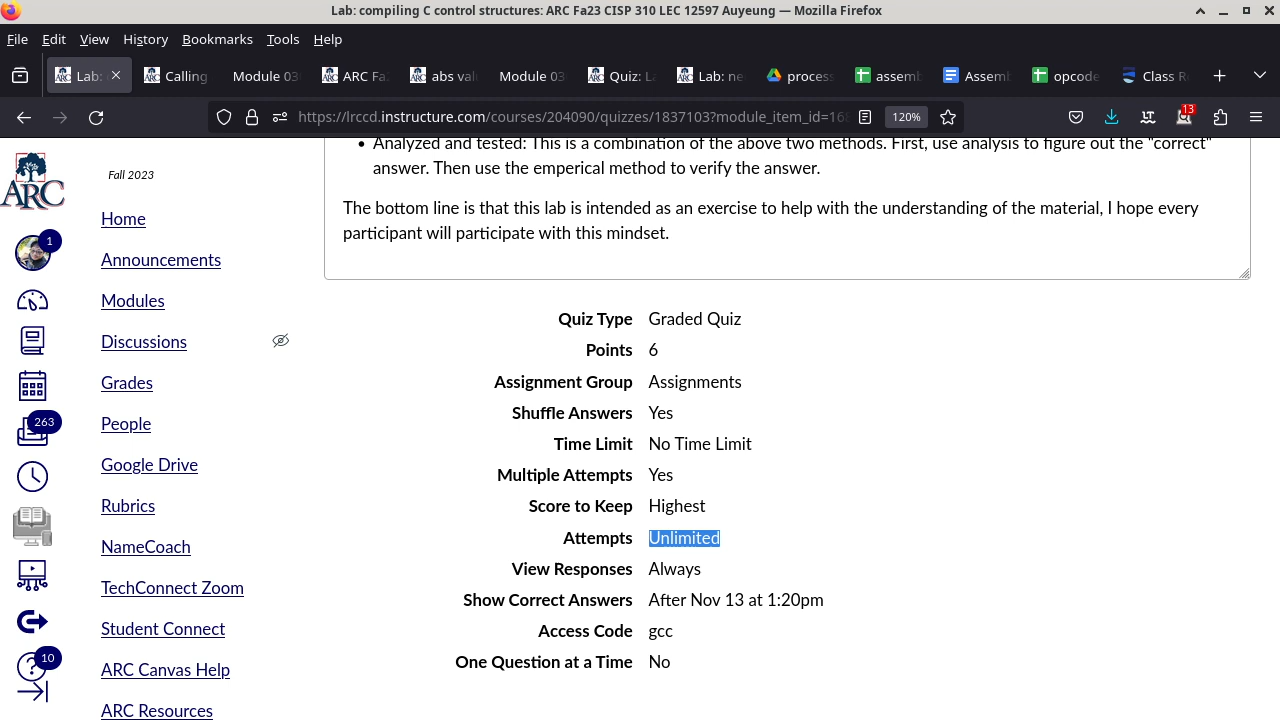 Lab: compiling C control structures: ARC Fa23 CISP 310 LEC 12597 Auyeung — Mozilla Firefox
File Edit View History Bookmarks Tools Help
Lab: Calling Module 03 ARC Fa abs val Module 03 Quiz: L Lab: ne process assemb Assemb opcode Class R
https://lrccd.instructure.com/courses/204090/quizzes/1837103?module_item_id=168 120% 13
ARC
Fall 2023
1
263
10
Home
Announcements
Modules
Discussions
Grades
People
Google Drive
Rubrics
NameCoach
TechConnect Zoom
Student Connect
ARC Canvas Help
ARC Resources
• Analyzed and tested: This is a combination of the above two methods. First, use analysis to figure out the "correct"
answer. Then use the emperical method to verify the answer.
The bottom line is that this lab is intended as an exercise to help with the understanding of the material, I hope every
participant will participate with this mindset.
Quiz Type Graded Quiz
Points 6
Assignment Group Assignments
Shuffle Answers Yes
Time Limit No Time Limit
Multiple Attempts Yes
Score to Keep Highest
Attempts Unlimited
View Responses Always
Show Correct Answers After Nov 13 at 1:20pm
Access Code gcc
One Question at a Time No